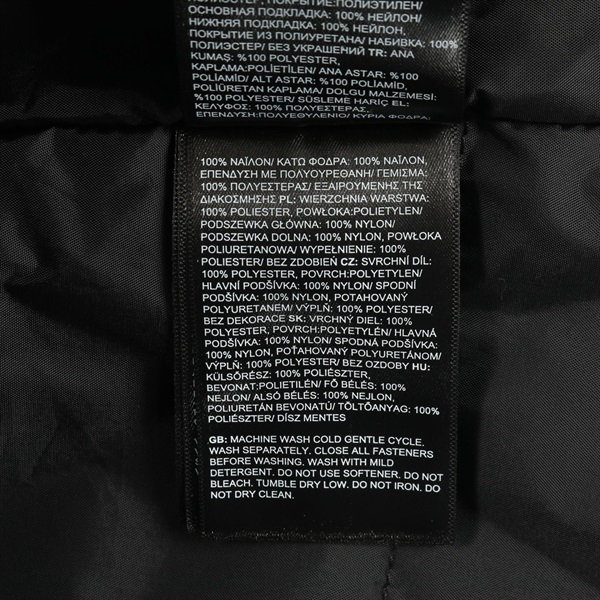 ПОЛИЭСТЕР, ПОКРЫТИЕ:ПОЛИЭТИЛЕН/
ОСНОВНАЯ ПОДКЛАДКА: 100% НЕЙЛОН/
НИЖНЯЯ ПОДКЛАДКА: 100% НЕЙЛОН,
ПОКРЫТИЕ ИЗ ПОЛИУРЕТАНА/ НАБИВКА: 100%
ПОЛИЭСТЕР/ БЕЗ УКРАШЕНИЙ TR: ANA
KUMAŞ: %100 POLYESTER,
KAPLAMA:POLİETİLEN/ ANA ASTAR: %100
POLİAMİD/ ALT ASTAR: %100 POLİAMİD,
POLİÜRETAN KAPLAMA/ DOLGU MALZEMESİ:
%100 POLYESTER/ SÜSLEME HARİÇ EL:
ΚΕΛΥΦΟΣ: 100% ΠΟΛΥΕΣΤΕΡΑΣ,
ΕΠΕΝΔΥΣΗ:ΠΟΛΥΕΘΥΛΕΝΙΟ/ ΚΥΡΙΑ ΦΟΔΡΑ:
100% ΝΑΪΛΟΝ/ ΚΑΤΩ ΦΟΔΡΑ: 100% ΝΑΪΛΟΝ,
ΕΠΕΝΔΥΣΗ ΜΕ ΠΟΛΥΟΥΡΕΘΑΝΗ/ ΓΕΜΙΣΜΑ:
100% ΠΟΛΥΕΣΤΕΡΑΣ/ ΕΞΑΙΡΟΥΜΕΝΗΣ ΤΗΣ
ΔΙΑΚΟΣΜΗΣΗΣ PL: WIERZCHNIA WARSTWA:
100% POLIESTER, POWŁOKA:POLIETYLEN/
PODSZEWKA GŁÓWNA: 100% NYLON/
PODSZEWKA DOLNA: 100% NYLON, POWŁOKA
POLIURETANOWA/ WYPEŁNIENIE: 100%
POLIESTER/ BEZ ZDOBIEŃ CZ: SVRCHNÍ DÍL:
100% POLYESTER, POVRCH:POLYETYLEN/
HLAVNÍ PODŠÍVKA: 100% NYLON/ SPODNÍ
PODŠÍVKA: 100% NYLON, POTAHOVANÝ
POLYURETANEM/ VÝPLŇ: 100% POLYESTER/
BEZ DEKORACE SK: VRCHNÝ DIEL: 100%
POLYESTER, POVRCH:POLYETYLÉN/ HLAVNÁ
PODŠÍVKA: 100% NYLON/ SPODNÁ PODŠÍVKA:
100% NYLON, POŤAHOVANÝ POLYURETÁNOM/
VÝPLŇ: 100% POLYESTER/ BEZ OZDOBY HU:
KÜLSŐRÉSZ: 100% POLIÉSZTER,
BEVONAT:POLIETILÉN/ FŐ BÉLÉS: 100%
NEJLON/ ALSÓ BÉLÉS: 100% NEJLON,
POLIURETÁN BEVONATÚ/ TÖLTŐANYAG: 100%
POLIÉSZTER/ DÍSZ MENTES
GB: MACHINE WASH COLD GENTLE CYCLE.
WASH SEPARATELY. CLOSE ALL FASTENERS
BEFORE WASHING. WASH WITH MILD
DETERGENT. DO NOT USE SOFTENER. DO NOT
BLEACH. TUMBLE DRY LOW. DO NOT IRON. DO
NOT DRY CLEAN.